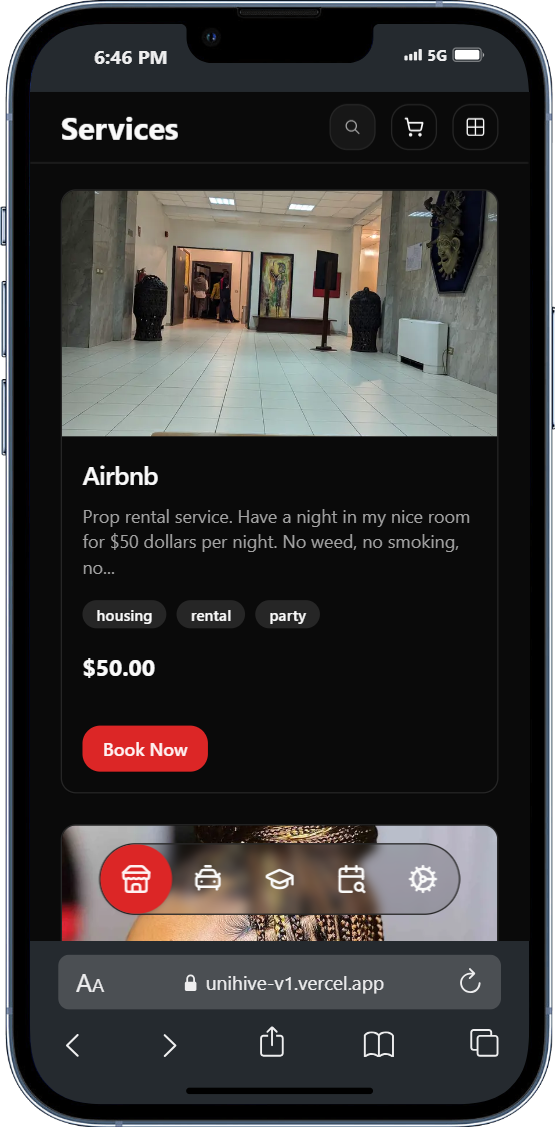 6:46 PM
5G
Services
Airbnb
Prop rental service. Have a night in my nice room
for $50 dollars per night. No weed, no smoking,
no...
housing rental party
$50.00
Book Now
AA
unihive-v1.vercel.app